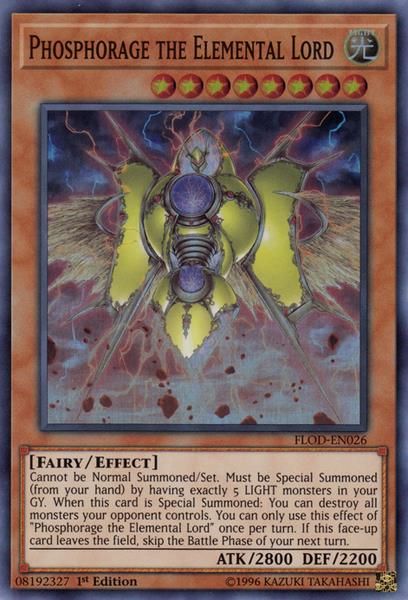 PHOSPHORAGE THE ELEMENTAL LORD
LIGHT
光
FLOD-EN026
[FAIRY/EFFECT]
Cannot be Normal Summoned/Set. Must be Special Summoned
(from your hand) by having exactly 5 LIGHT monsters in your
GY. When this card is Special Summoned: You can destroy all
monsters your opponent controls. You can only use this effect of
"Phosphorage the Elemental Lord" once per turn. If this face-up
card leaves the field, skip the Battle Phase of your next turn.
ATK/2800 DEF/2200
08192327 1st Edition ©1996 KAZUKI TAKAHASHI